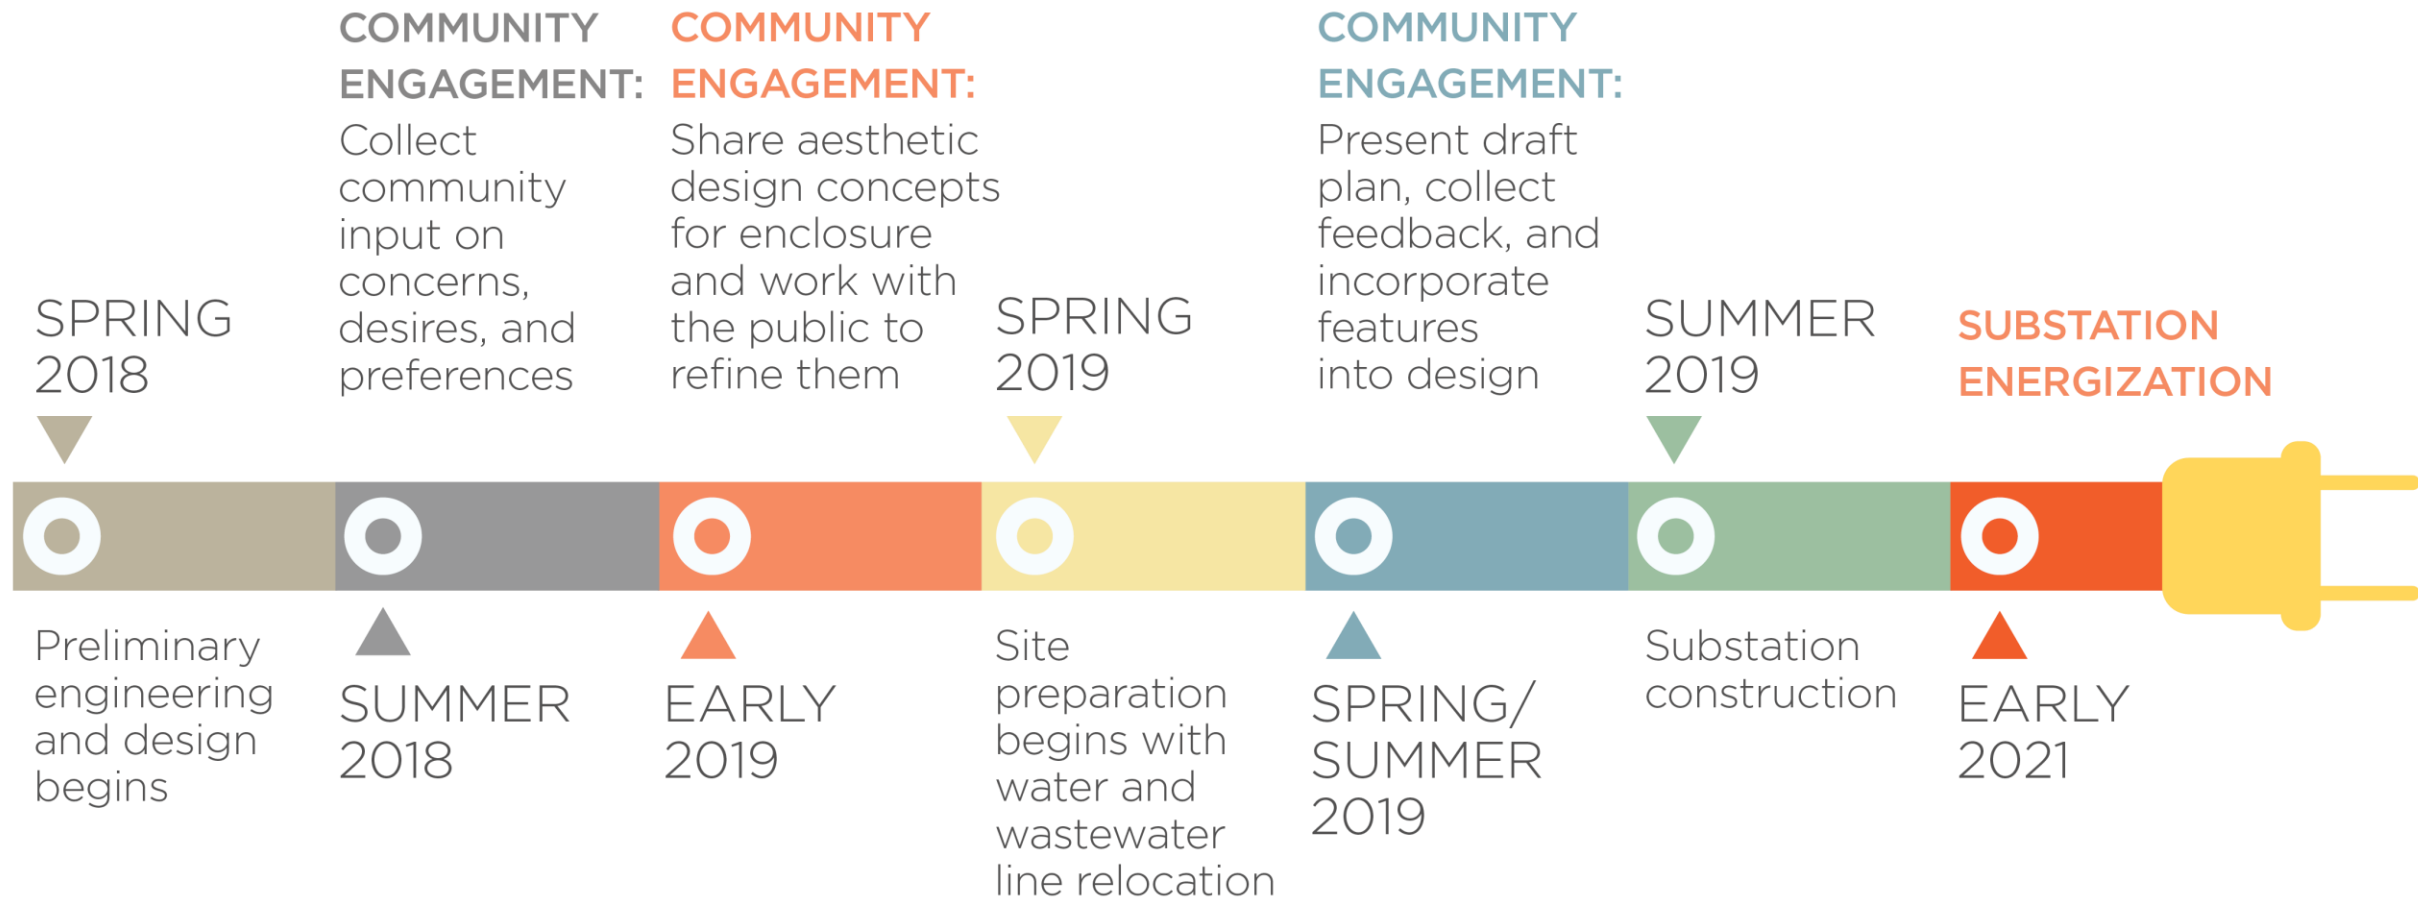 SPRING
2018
Preliminary
engineering
and design
begins
COMMUNITY
ENGAGEMENT:
Collect
community
input on
concerns,
desires, and
preferences
SUMMER
2018
COMMUNITY
ENGAGEMENT:
Share aesthetic
design concepts
for enclosure
and work with
the public to
refine them
EARLY
2019
SPRING
2019
Site
preparation
begins with
water and
wastewater
line relocation
COMMUNITY
ENGAGEMENT:
Present draft
plan, collect
feedback, and
incorporate
features
into design
SPRING/
SUMMER
2019
SUMMER
2019
Substation
construction
SUBSTATION
ENERGIZATION
EARLY
2021